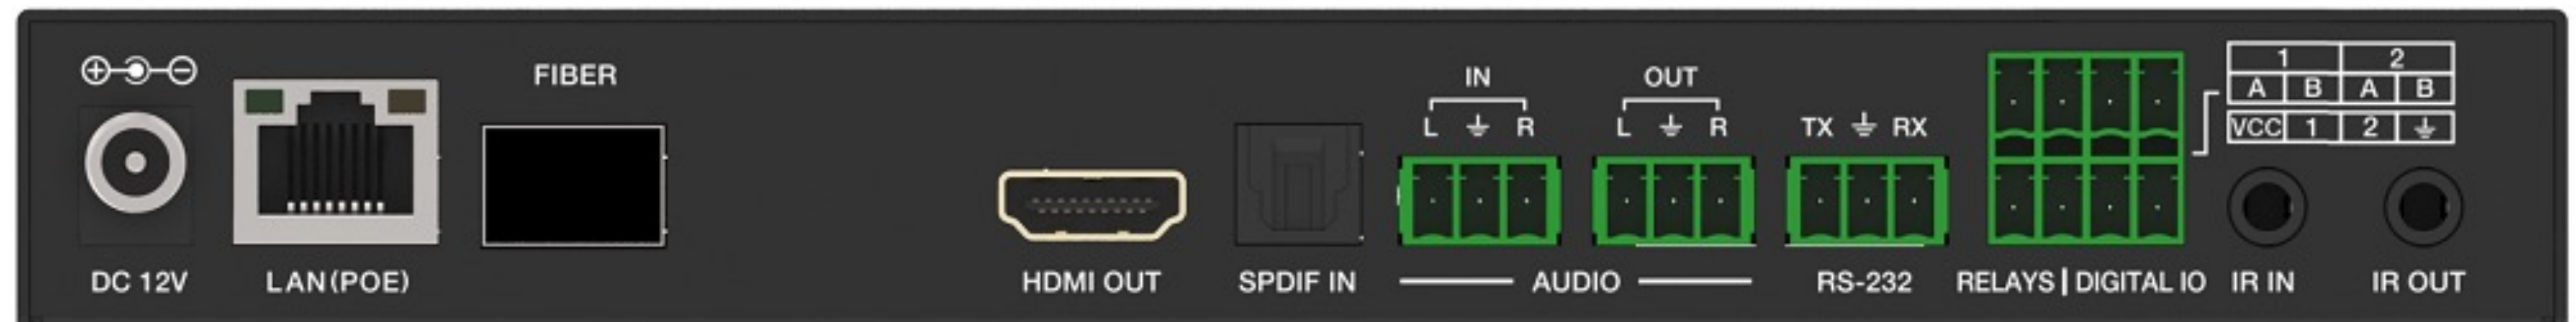 FIBER
IN
L R
OUT
L R
TX RX
1 2
A B A B
VCC 1 2
DC 12V
LAN(POE)
HDMI OUT
SPDIF IN
AUDIO
RS-232
RELAYS | DIGITAL IO
IR IN
IR OUT